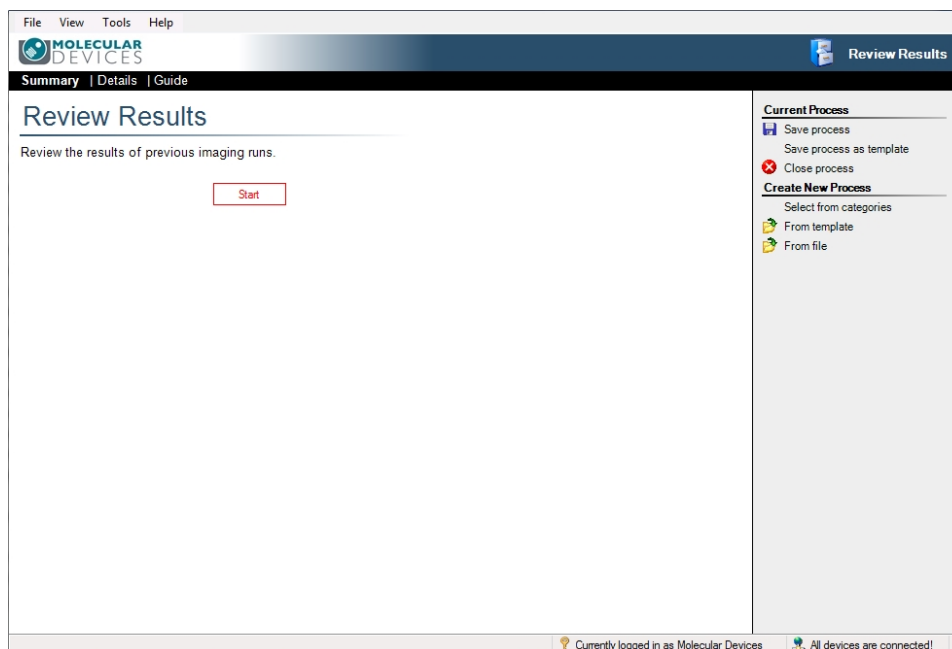 File View Tools Help
MOLECULAR
DEVICES
Review Results
Summary | Details | Guide
Review Results
Review the results of previous imaging runs.
Start
Current Process
Save process
Save process as template
Close process
Create New Process
Select from categories
From template
From file
Currently logged in as Molecular Devices
All devices are connected!